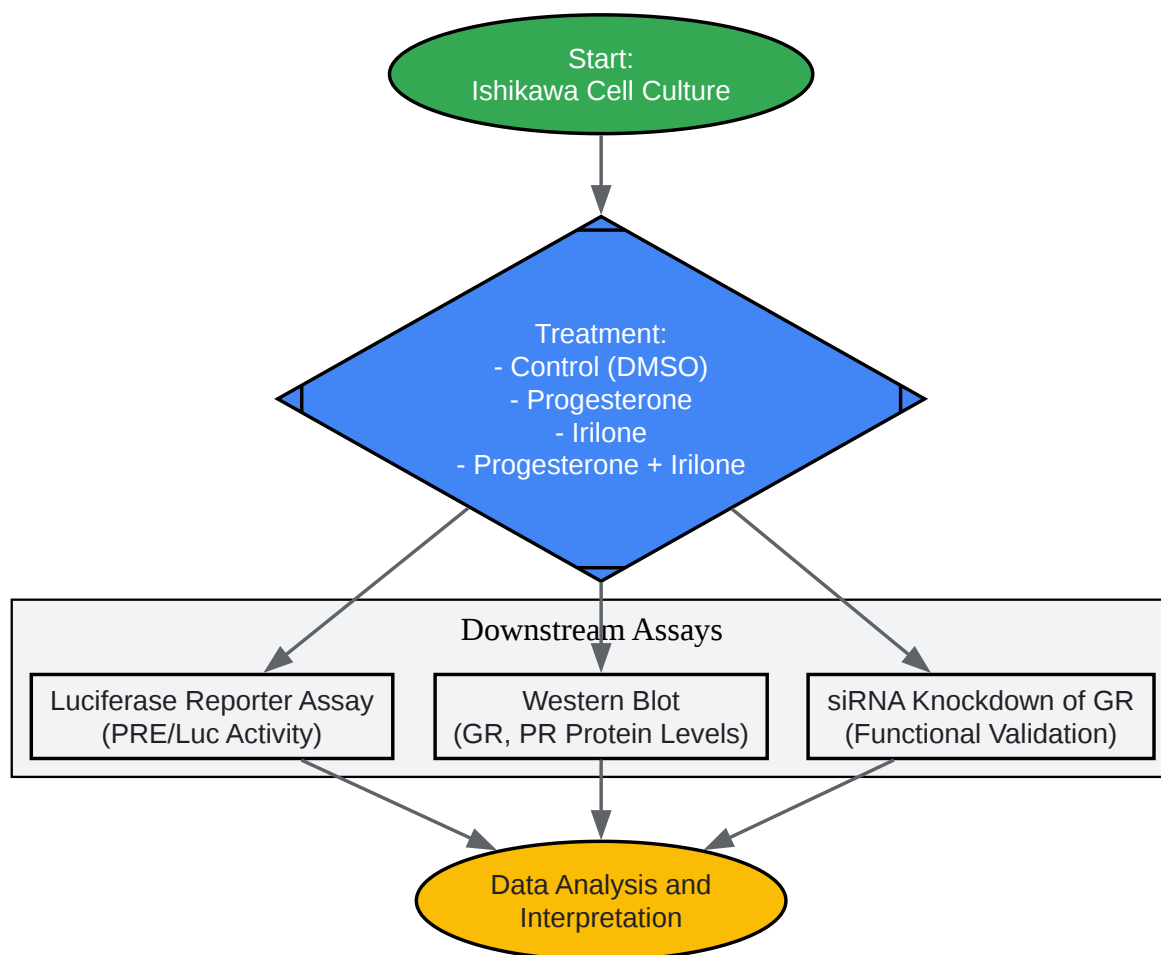 Start:
Ishikawa Cell Culture
Treatment:
- Control (DMSO)
- Progesterone
- Irilone
- Progesterone + Irilone
Downstream Assays
Luciferase Reporter Assay
(PRE/Luc Activity)
Western Blot
(GR, PR Protein Levels)
siRNA Knockdown of GR
(Functional Validation)
Data Analysis and
Interpretation